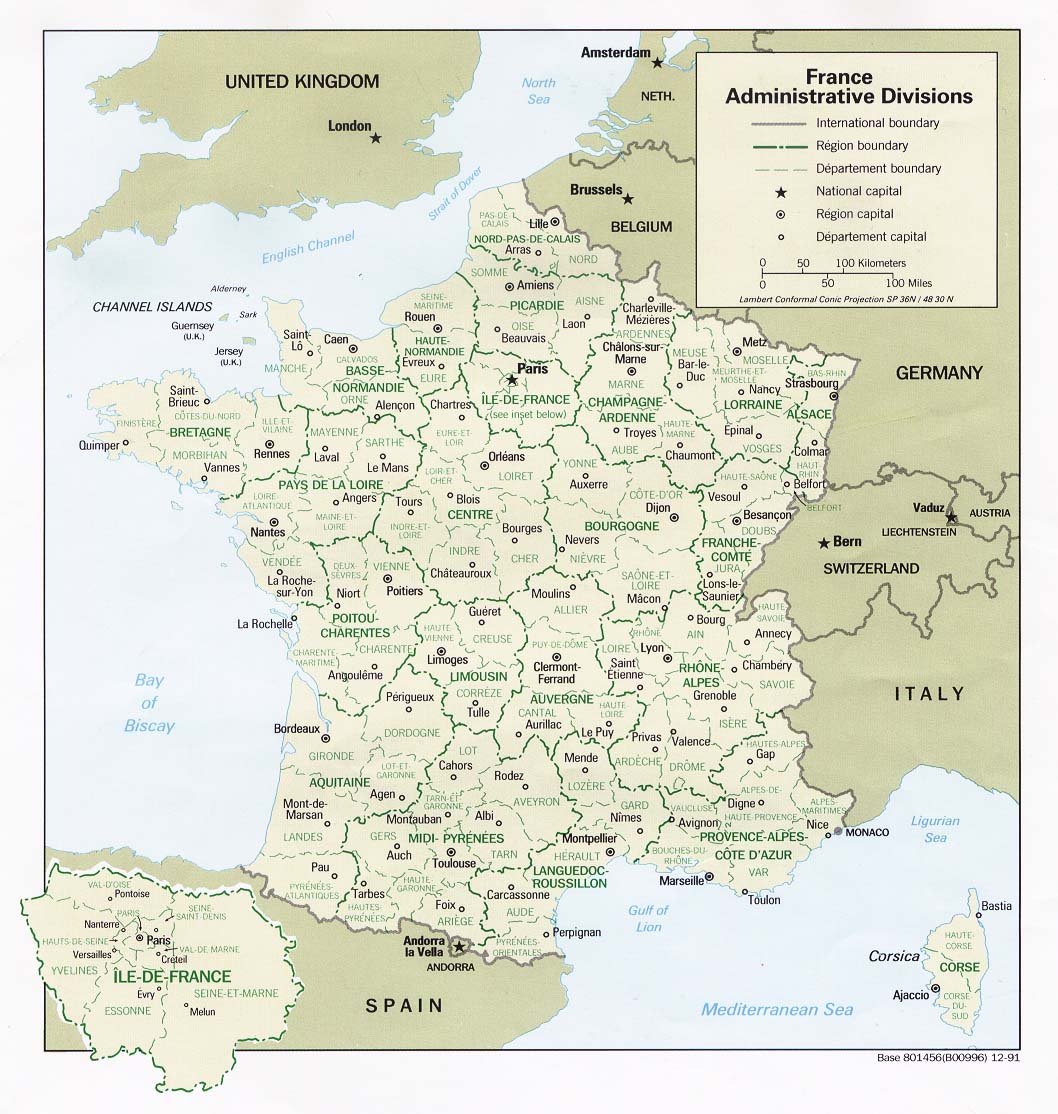 France
Administrative Divisions
International boundary
Région boundary
Département boundary
National capital
Région capital
Département capital
0 50 100 Kilometers
0 50 100 Miles
Lambert Conformal Conic Projection SP 36N / 48 30 N
UNITED KINGDOM
London
North
Sea
Amsterdam
NETH.
Brussels
BELGIUM
Strait of Dover
English Channel
CHANNEL ISLANDS
Alderney
Sark
Guernsey
(U.K.)
Jersey
(U.K.)
GERMANY
Vaduz
AUSTRIA
LIECHTENSTEIN
Bern
SWITZERLAND
ITALY
MONACO
Ligurian
Sea
Bay
of
Biscay
Gulf of
Lion
Mediterranean Sea
SPAIN
Andorra
la Vella
ANDORRA
PAS-DE-
CALAIS
Lille
NORD-PAS-DE-CALAIS
Arras
NORD
SOMME
Amiens
PICARDIE
AISNE
OISE
Beauvais
Laon
Charleville-
Mézières
ARDENNES
SEINE-
MARITIME
Rouen
HAUTE-
NORMANDIE
Evreux
EURE
Saint-
Lô
Caen
CALVADOS
MANCHE
BASSE-
NORMANDIE
ORNE
Alençon
Paris
ÎLE-DE-FRANCE
(see inset below)
Châlons-sur-
Marne
MARNE
CHAMPAGNE-
ARDENNE
Troyes
AUBE
HAUTE-
MARNE
Chaumont
Metz
MEUSE
MOSELLE
Bar-le-
Duc
MEURTHE-ET-
MOSELLE
Nancy
LORRAINE
Epinal
VOSGES
BAS-RHIN
Strasbourg
ALSACE
Colmar
HAUT
RHIN
Belfort
BELFORT
Saint-
Brieuc
CÔTES-DU-NORD
FINISTÈRE
BRETAGNE
Quimper
MORBIHAN
Vannes
ILLE-ET-
VILAINE
Rennes
MAYENNE
Laval
SARTHE
Le Mans
PAYS DE LA LOIRE
Angers
LOIRE-
ATLANTIQUE
MAINE-ET-
LOIRE
Nantes
VENDÉE
La Roche-
sur-Yon
Chartres
EURE-ET
LOIR
Orléans
LOIRET
LOIR-ET-
CHER
Blois
Tours
INDRE-ET-
LOIRE
CENTRE
Bourges
CHER
INDRE
Châteauroux
YONNE
Auxerre
CÔTE-D'OR
Dijon
BOURGOGNE
Nevers
NIÈVRE
SAÔNE-ET-
LOIRE
Mâcon
HAUTE-SAÔNE
Vesoul
Besançon
DOUBS
FRANCHE-
COMTÉ
JURA
Lons-le-
Saunier
DEUX-
SÈVRES
VIENNE
Niort
Poitiers
La Rochelle
POITOU-
CHARENTES
CHARENTE
MARITIME
CHARENTE
Angoulême
Guéret
HAUTE
VIENNE
CREUSE
Limoges
LIMOUSIN
CORRÈZE
Tulle
Moulins
ALLIER
PUY-DE-DÔME
Clermont-
Ferrand
AUVERGNE
CANTAL
Aurillac
HAUTE
LOIRE
Le Puy
RHÔNE
LOIRE
Lyon
Saint
Étienne
Bourg
AIN
HAUTE
SAVOIE
Annecy
Chambéry
SAVOIE
RHÔNE-
ALPES
Grenoble
ISÈRE
Privas
Valence
ARDÈCHE
DRÔME
Bordeaux
GIRONDE
Périgueux
DORDOGNE
LOT-ET-
GARONNE
AQUITAINE
Agen
Mont-de-
Marsan
LANDES
Pau
PYRÉNÉES-
ATLANTIQUES
LOT
Cahors
Rodez
AVEYRON
TARN-ET-
GARONNE
Montauban
Albi
GERS
Auch
MIDI-PYRÉNÉES
Toulouse
TARN
HAUTE-
GARONNE
Tarbes
HAUTES-
PYRÉNÉES
Foix
ARIÈGE
Mende
LOZÈRE
GARD
Nîmes
Montpellier
HÉRAULT
LANGUEDOC-
ROUSSILLON
Carcassonne
AUDE
Perpignan
PYRÉNÉES-
ORIENTALES
HAUTES-ALPES
Gap
ALPES-DE-
Digne
HAUTE-PROVENCE
ALPES-
MARITIMES
Nice
VAUCLUSE
Avignon
PROVENCE-ALPES-
CÔTE D'AZUR
BOUCHES-DU-
RHÔNE
VAR
Marseille
Toulon
Bastia
HAUTE-
CORSE
Corsica
CORSE
Ajaccio
CORSE-
DU-
SUD
VAL-D'OISE
Pontoise
PARIS
SEINE-
SAINT-DENIS
Nanterre
HAUTS-DE-SEINE
Paris
VAL-DE MARNE
Versailles
Créteil
YVELINES
ÎLE-DE-FRANCE
Évry
SEINE-ET-MARNE
ESSONNE
Melun
Base 801456(B00996) 12-91